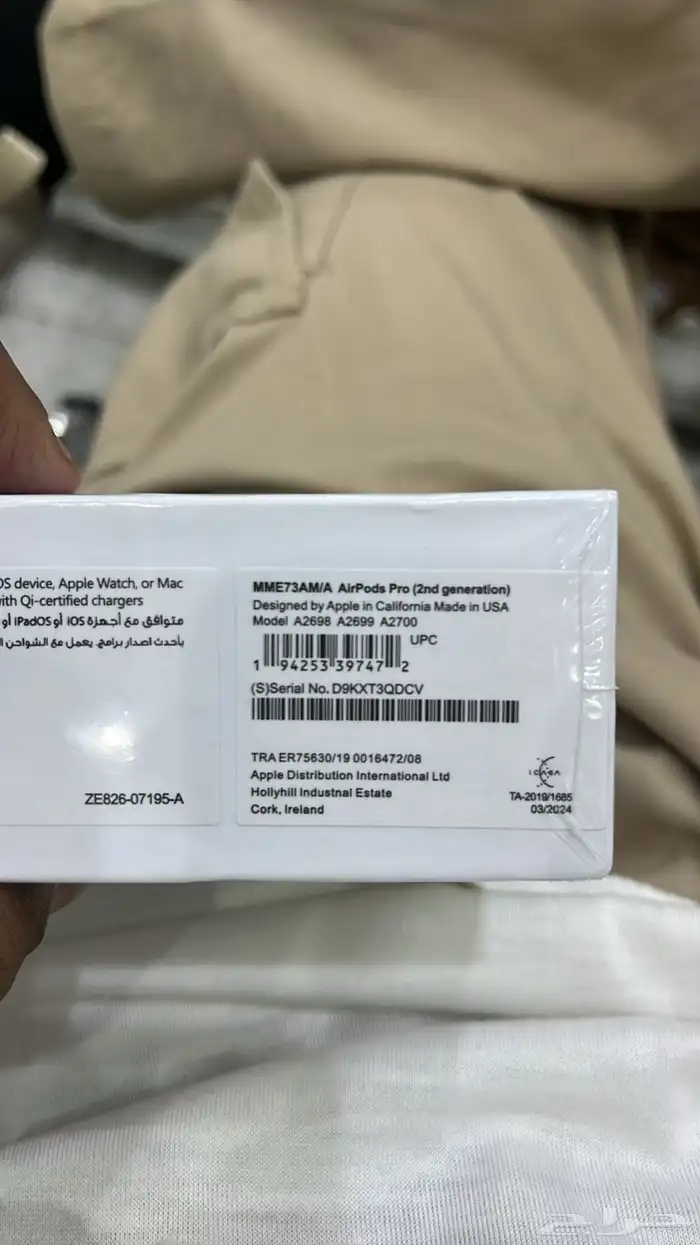 OS device, Apple Watch, or Mac
with Qi-certified chargers
متوافق مع أجهزة iOS أو iPadOS أو
بأحدث اصدار برامج. يعمل مع الشواحن
ZE826-07195-A
MME73AM/A AirPods Pro (2nd generation)
Designed by Apple in California Made in USA
Model A2698 A2699 A2700
UPC
1 94253 39747 2
(S)Serial No. D9KXT3QDCV
TRA ER75630/19 0016472/08
Apple Distribution International Ltd
Hollyhill Industnal Estate
Cork, Ireland
ICASA
TA-2019/1685
03/2024
حراج